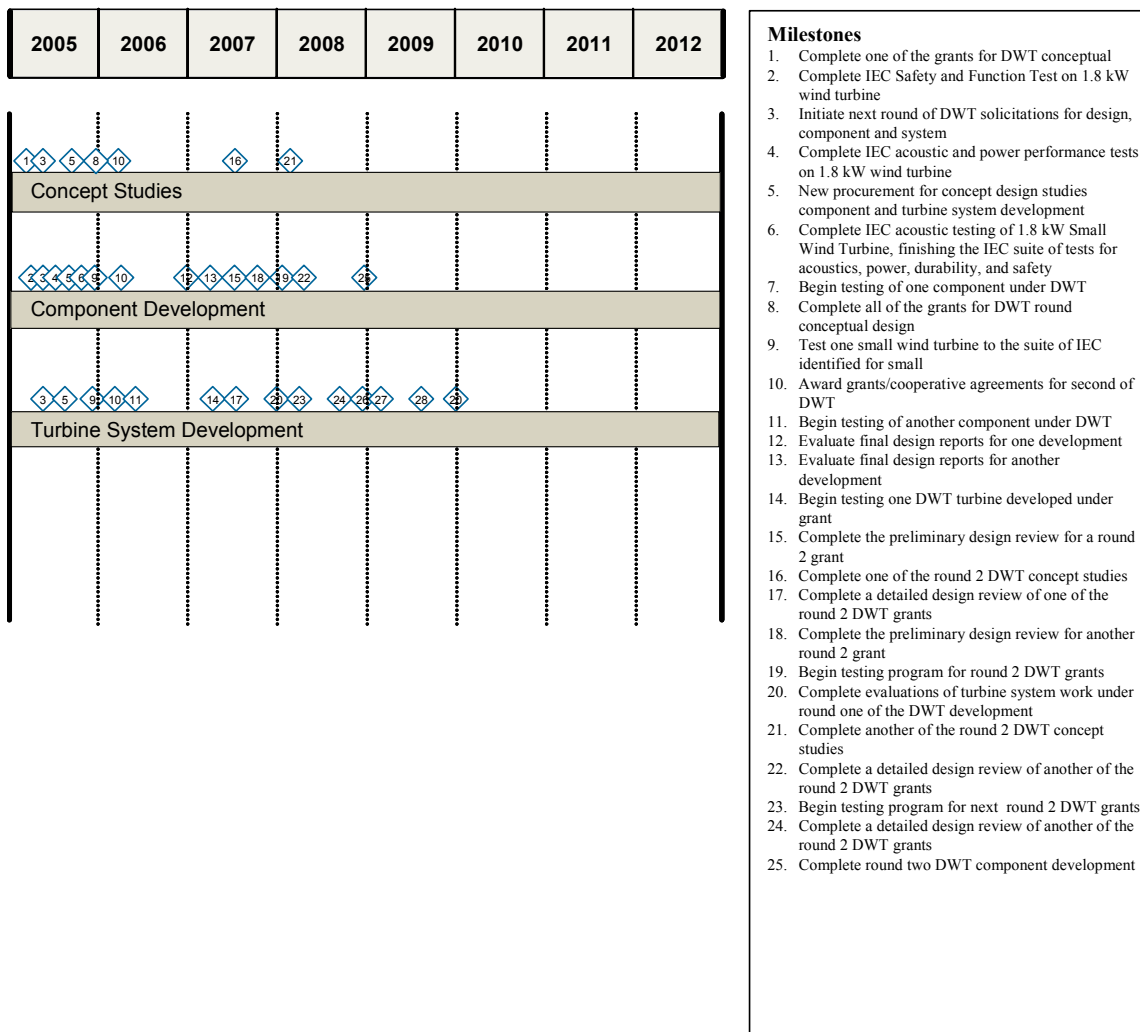 2005 2006 2007 2008 2009 2010 2011 2012
1 3 5 8 10 16 21
Concept Studies
2 3 4 5 6 9 10 12 13 15 18 19 22 25
Component Development
3 5 9 10 11 14 17 20 23 24 26 27 28
Turbine System Development
Milestones
1. Complete one of the grants for DWT conceptual
2. Complete IEC Safety and Function Test on 1.8 kW
wind turbine
3. Initiate next round of DWT solicitations for design,
component and system
4. Complete IEC acoustic and power performance tests
on 1.8 kW wind turbine
5. New procurement for concept design studies
component and turbine system development
6. Complete IEC acoustic testing of 1.8 kW Small
Wind Turbine, finishing the IEC suite of tests for
acoustics, power, durability, and safety
7. Begin testing of one component under DWT
8. Complete all of the grants for DWT round
conceptual design
9. Test one small wind turbine to the suite of IEC
identified for small
10. Award grants/cooperative agreements for second of
DWT
11. Begin testing of another component under DWT
12. Evaluate final design reports for one development
13. Evaluate final design reports for another
development
14. Begin testing one DWT turbine developed under
grant
15. Complete the preliminary design review for a round
2 grant
16. Complete one of the round 2 DWT concept studies
17. Complete a detailed design review of one of the
round 2 DWT grants
18. Complete the preliminary design review for another
round 2 grant
19. Begin testing program for round 2 DWT grants
20. Complete evaluations of turbine system work under
round one of the DWT development
21. Complete another of the round 2 DWT concept
studies
22. Complete a detailed design review of another of the
round 2 DWT grants
23. Begin testing program for next round 2 DWT grants
24. Complete a detailed design review of another of the
round 2 DWT grants
25. Complete round two DWT component development